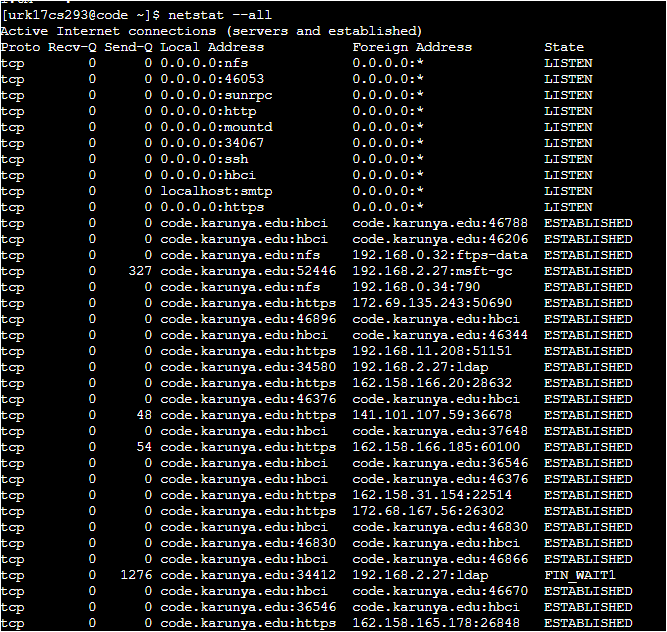 [urk17cs293@code ~]$ netstat --all
Active Internet connections (servers and established)
Proto Recv-Q Send-Q Local Address           Foreign Address         State
tcp        0      0 0.0.0.0:nfs             0.0.0.0:*               LISTEN
tcp        0      0 0.0.0.0:46053           0.0.0.0:*               LISTEN
tcp        0      0 0.0.0.0:sunrpc          0.0.0.0:*               LISTEN
tcp        0      0 0.0.0.0:http            0.0.0.0:*               LISTEN
tcp        0      0 0.0.0.0:mountd          0.0.0.0:*               LISTEN
tcp        0      0 0.0.0.0:34067           0.0.0.0:*               LISTEN
tcp        0      0 0.0.0.0:ssh             0.0.0.0:*               LISTEN
tcp        0      0 0.0.0.0:hbci            0.0.0.0:*               LISTEN
tcp        0      0 localhost:smtp          0.0.0.0:*               LISTEN
tcp        0      0 0.0.0.0:https           0.0.0.0:*               LISTEN
tcp        0      0 code.karunya.edu:hbci   code.karunya.edu:46788  ESTABLISHED
tcp        0      0 code.karunya.edu:hbci   code.karunya.edu:46206  ESTABLISHED
tcp        0      0 code.karunya.edu:nfs    192.168.0.32:ftps-data  ESTABLISHED
tcp        0    327 code.karunya.edu:52446  192.168.2.27:msft-gc    ESTABLISHED
tcp        0      0 code.karunya.edu:nfs    192.168.0.34:790        ESTABLISHED
tcp        0      0 code.karunya.edu:https  172.69.135.243:50690    ESTABLISHED
tcp        0      0 code.karunya.edu:46896  code.karunya.edu:hbci   ESTABLISHED
tcp        0      0 code.karunya.edu:hbci   code.karunya.edu:46344  ESTABLISHED
tcp        0      0 code.karunya.edu:https  192.168.11.208:51151    ESTABLISHED
tcp        0      0 code.karunya.edu:34580  192.168.2.27:ldap       ESTABLISHED
tcp        0      0 code.karunya.edu:https  162.158.166.20:28632    ESTABLISHED
tcp        0      0 code.karunya.edu:46376  code.karunya.edu:hbci   ESTABLISHED
tcp        0     48 code.karunya.edu:https  141.101.107.59:36678    ESTABLISHED
tcp        0      0 code.karunya.edu:hbci   code.karunya.edu:37648  ESTABLISHED
tcp        0     54 code.karunya.edu:https  162.158.166.185:60100   ESTABLISHED
tcp        0      0 code.karunya.edu:hbci   code.karunya.edu:36546  ESTABLISHED
tcp        0      0 code.karunya.edu:hbci   code.karunya.edu:46376  ESTABLISHED
tcp        0      0 code.karunya.edu:https  162.158.31.154:22514    ESTABLISHED
tcp        0      0 code.karunya.edu:https  172.68.167.56:26302     ESTABLISHED
tcp        0      0 code.karunya.edu:hbci   code.karunya.edu:46830  ESTABLISHED
tcp        0      0 code.karunya.edu:46830  code.karunya.edu:hbci   ESTABLISHED
tcp        0      0 code.karunya.edu:hbci   code.karunya.edu:46866  ESTABLISHED
tcp        0   1276 code.karunya.edu:34412  192.168.2.27:ldap       FIN_WAIT1
tcp        0      0 code.karunya.edu:hbci   code.karunya.edu:46670  ESTABLISHED
tcp        0      0 code.karunya.edu:36546  code.karunya.edu:hbci   ESTABLISHED
tcp        0      0 code.karunya.edu:https  162.158.165.178:26848   ESTABLISHED